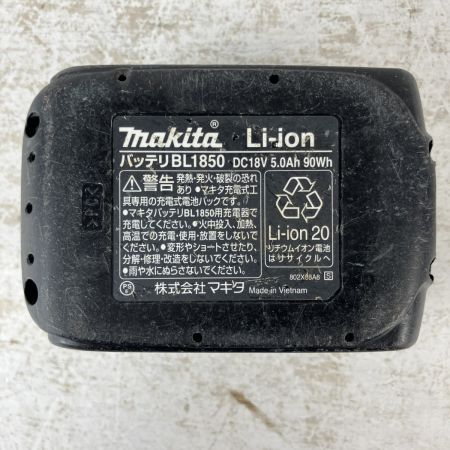 makita® Li-ion
バッテリBL1850 DC18V 5.0Ah 90Wh
⚠警告 発熱・発火・破裂の恐れ
あり ●マキタ充電式工
具専用の充電式電池パックです。
●マキタバッテリBL1850用充電器で
充電してください。●火中投入、加熱、
高温での充電・使用・放置をしない
でください。●変形やショートさせたり、
分解・修理・改造をしないでください。
●雨や水にぬらさないでください。
Li-ion 20
リチウムイオン電池
はリサイクルへ
802X88A8 S
PS 株式会社マキタ Made in Vietnam